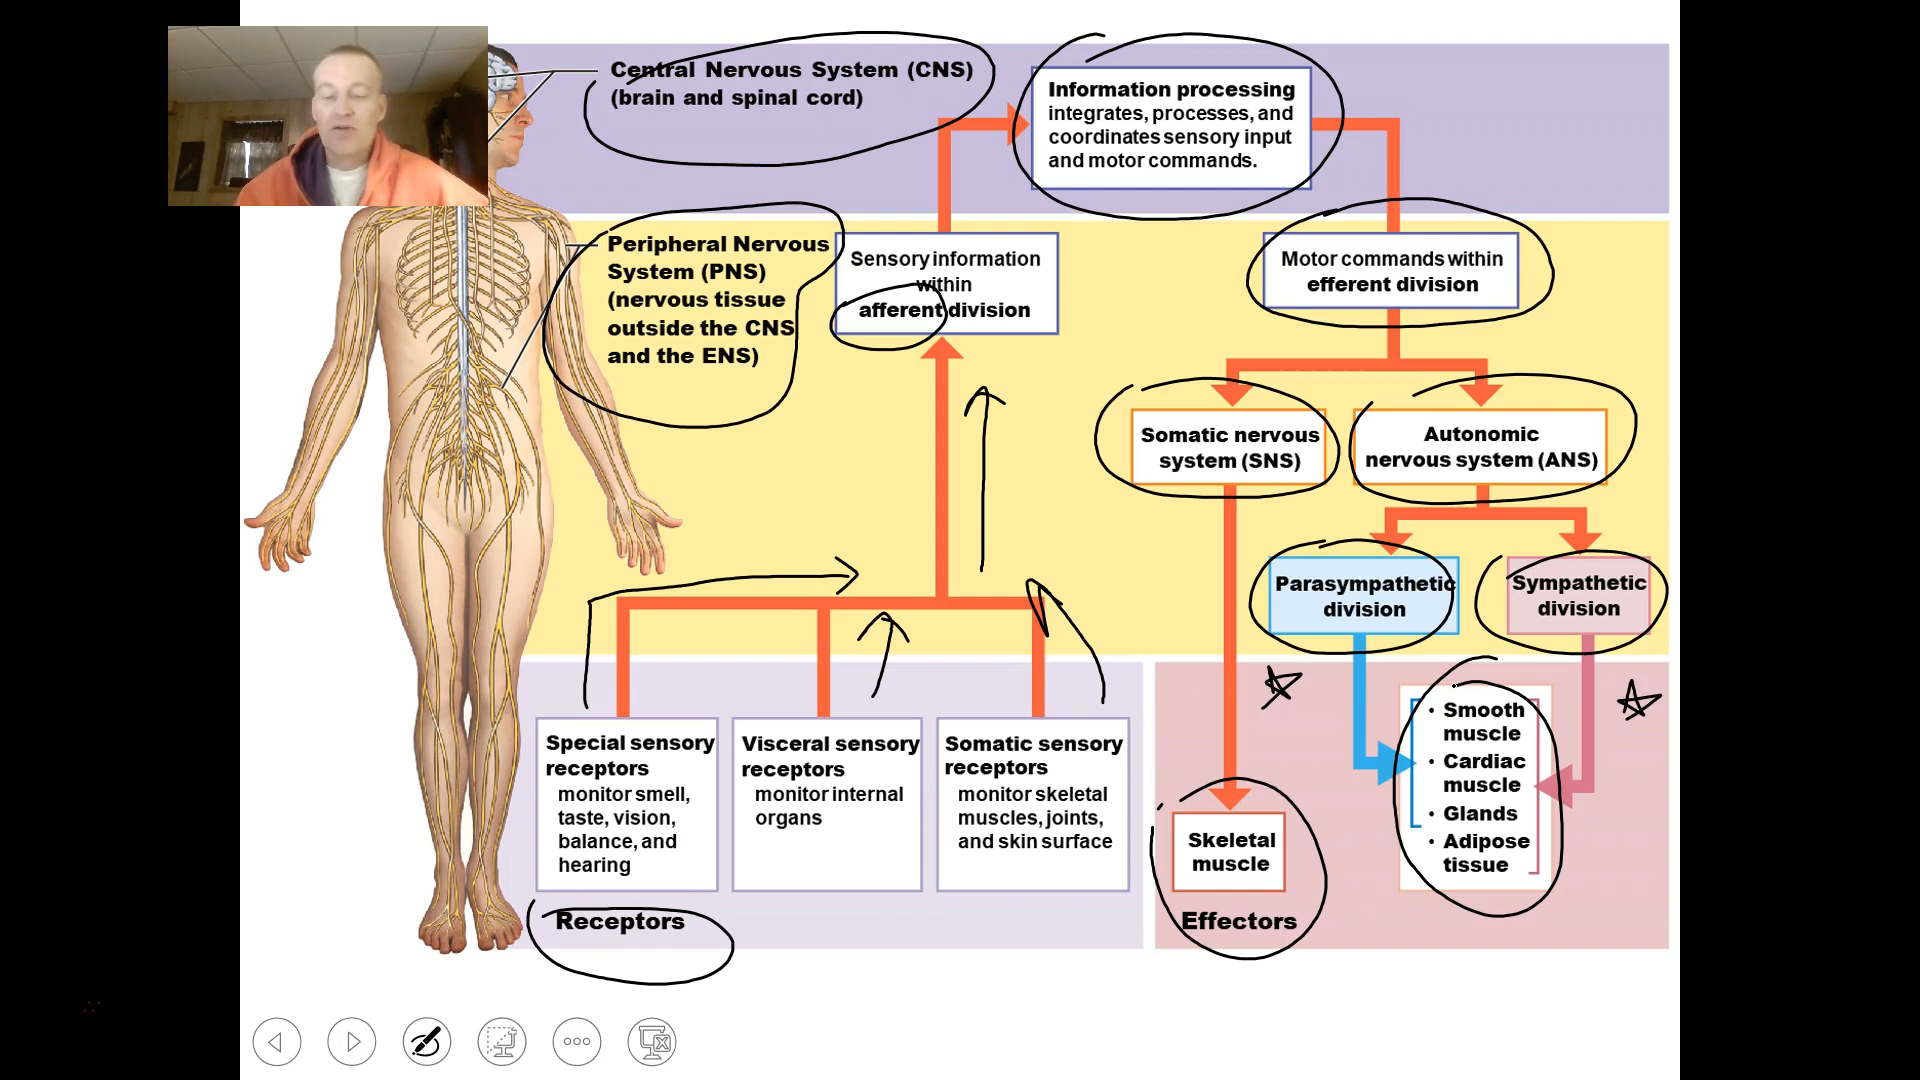 Central Nervous System (CNS)
(brain and spinal cord)
Information processing
integrates, processes, and
coordinates sensory input
and motor commands.
Peripheral Nervous
System (PNS)
(nervous tissue
outside the CNS
and the ENS)
Sensory information
within
afferent division
Motor commands within
efferent division
Somatic nervous
system (SNS)
Autonomic
nervous system (ANS)
Parasympathetic
division
Sympathetic
division
Special sensory
receptors
monitor smell,
taste, vision,
balance, and
hearing
Visceral sensory
receptors
monitor internal
organs
Somatic sensory
receptors
monitor skeletal
muscles, joints,
and skin surface
Receptors
Skeletal
muscle
Effectors
• Smooth
muscle
• Cardiac
muscle
• Glands
• Adipose
tissue